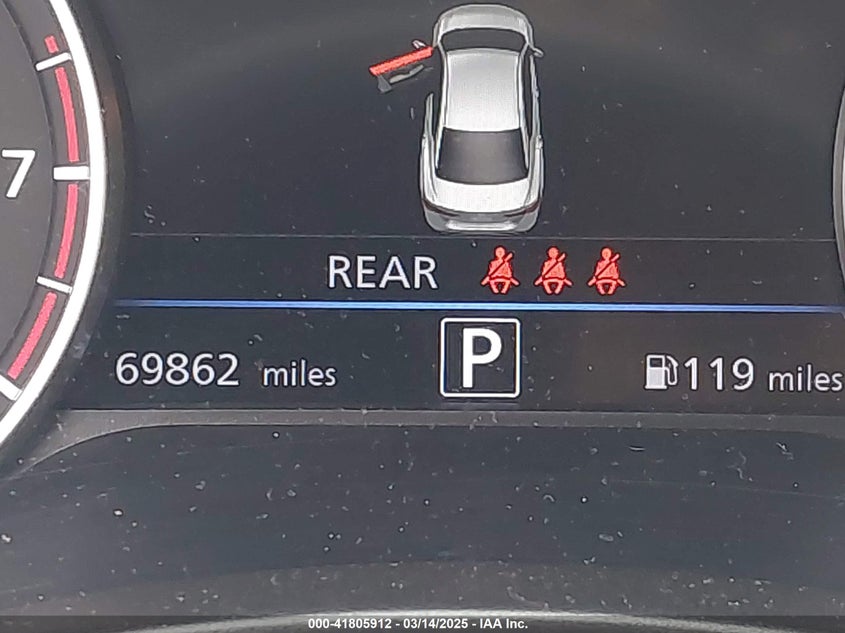 7
REAR
69862 miles P 119 miles
000-41805912 - 03/14/2025 - IAA Inc.